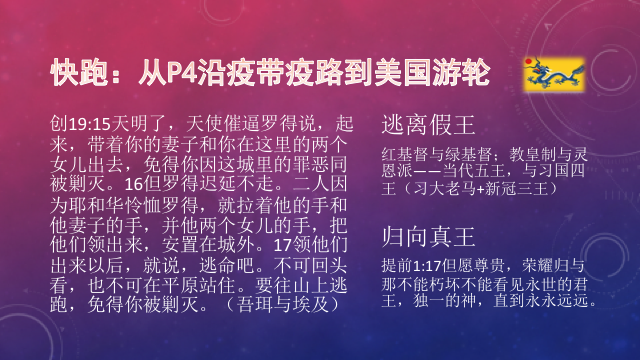 快跑：从P4沿疫带疫路到美国游轮
创19:15天明了，天使催逼罗得说，起
来，带着你的妻子和你在这里的两个
女儿出去，免得你因这城里的罪恶同
被剿灭。16但罗得迟延不走。二人因
为耶和华怜恤罗得，就拉着他的手和
他妻子的手，并他两个女儿的手，把
他们领出来，安置在城外。17领他们
出来以后，就说，逃命吧。不可回头
看，也不可在平原站住。要往山上逃
跑，免得你被剿灭。（吾珥与埃及）
逃离假王
红基督与绿基督；教皇制与灵
恩派——当代五王，与习国四
王（习大老马+新冠三王）
归向真王
提前1:17但愿尊贵，荣耀归与
那不能朽坏不能看见永世的君
王，独一的神，直到永永远远。